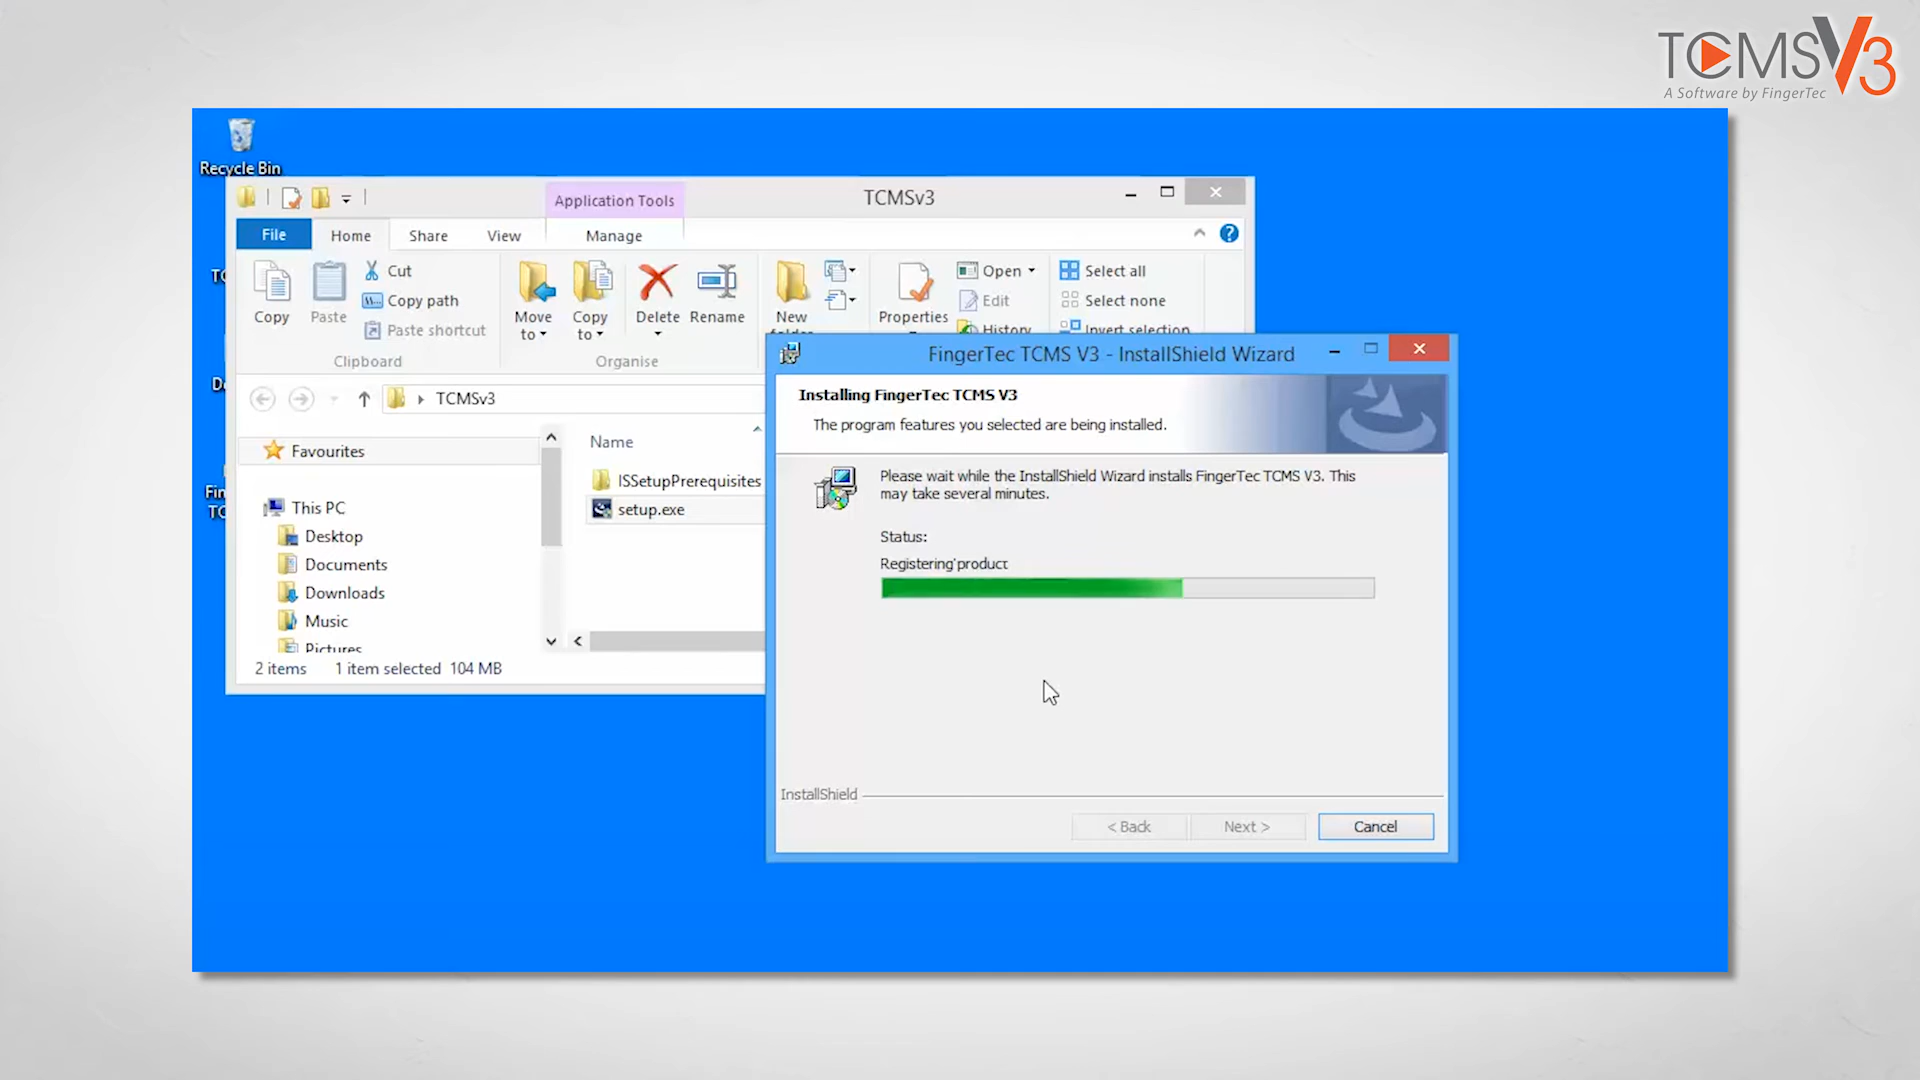 TCMSV3
A Software by FingerTec
Recycle Bin
Application Tools
TCMSv3
File
Home
Share
View
Manage
Copy
Paste
Cut
Copy path
Paste shortcut
Clipboard
Move
to
Copy
to
Delete
Rename
Organise
New
folder
Properties
Open
Edit
History
Select all
Select none
Invert selection
TCMSv3
Favourites
This PC
Desktop
Documents
Downloads
Music
Pictures
Name
ISSetupPrerequisites
setup.exe
2 items 1 item selected 104 MB
FingerTec TCMS V3 - InstallShield Wizard
Installing FingerTec TCMS V3
The program features you selected are being installed.
Please wait while the InstallShield Wizard installs FingerTec TCMS V3. This
may take several minutes.
Status:
Registering product
InstallShield
< Back
Next >
Cancel